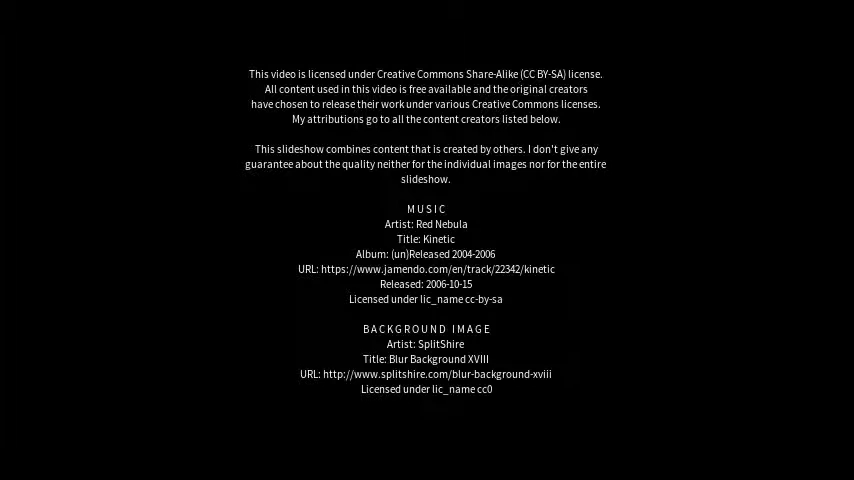 This video is licensed under Creative Commons Share-Alike (CC BY-SA) license.
All content used in this video is free available and the original creators
have chosen to release their work under various Creative Commons licenses.
My attributions go to all the content creators listed below.
This slideshow combines content that is created by others. I don't give any
guarantee about the quality neither for the individual images nor for the entire
slideshow.
MUSIC
Artist: Red Nebula
Title: Kinetic
Album: (un)Released 2004-2006
URL: https://www.jamendo.com/en/track/22342/kinetic
Released: 2006-10-15
Licensed under lic_name cc-by-sa
BACKGROUND IMAGE
Artist: SplitShire
Title: Blur Background XVIII
URL: http://www.splitshire.com/blur-background-xviii
Licensed under lic_name cc0